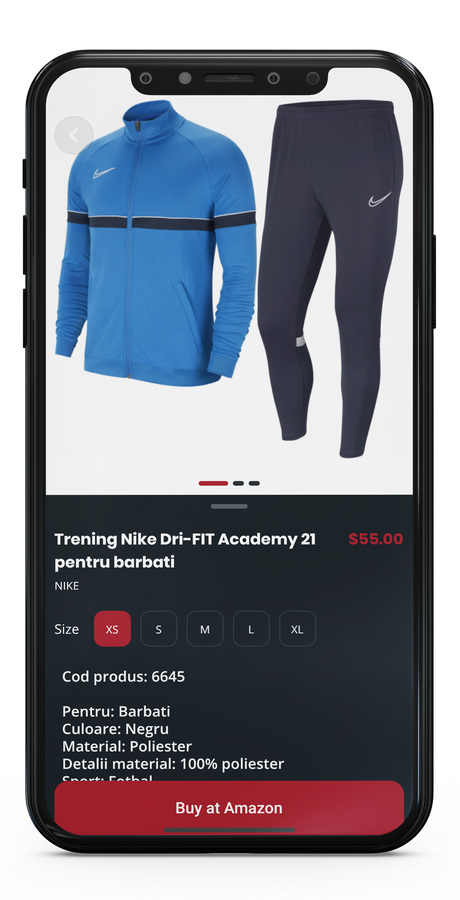 Trening Nike Dri-FIT Academy 21
pentru barbati
$55.00
NIKE
Size
XS
S
M
L
XL
Cod produs: 6645
Pentru: Barbati
Culoare: Negru
Material: Poliester
Detalii material: 100% poliester
Sport: Fotbal
Buy at Amazon